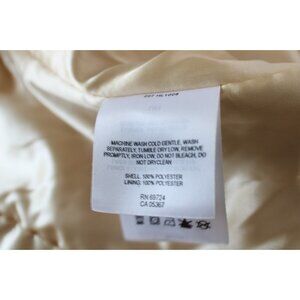 MACHINE WASH COLD GENTLE, WASH
SEPARATELY, TUMBLE DRY LOW, REMOVE
PROMPTLY, IRON LOW, DO NOT BLEACH, DO
NOT DRYCLEAN
SHELL: 100% POLYESTER
LINING: 100% POLYESTER
RN 69724
CA 05367